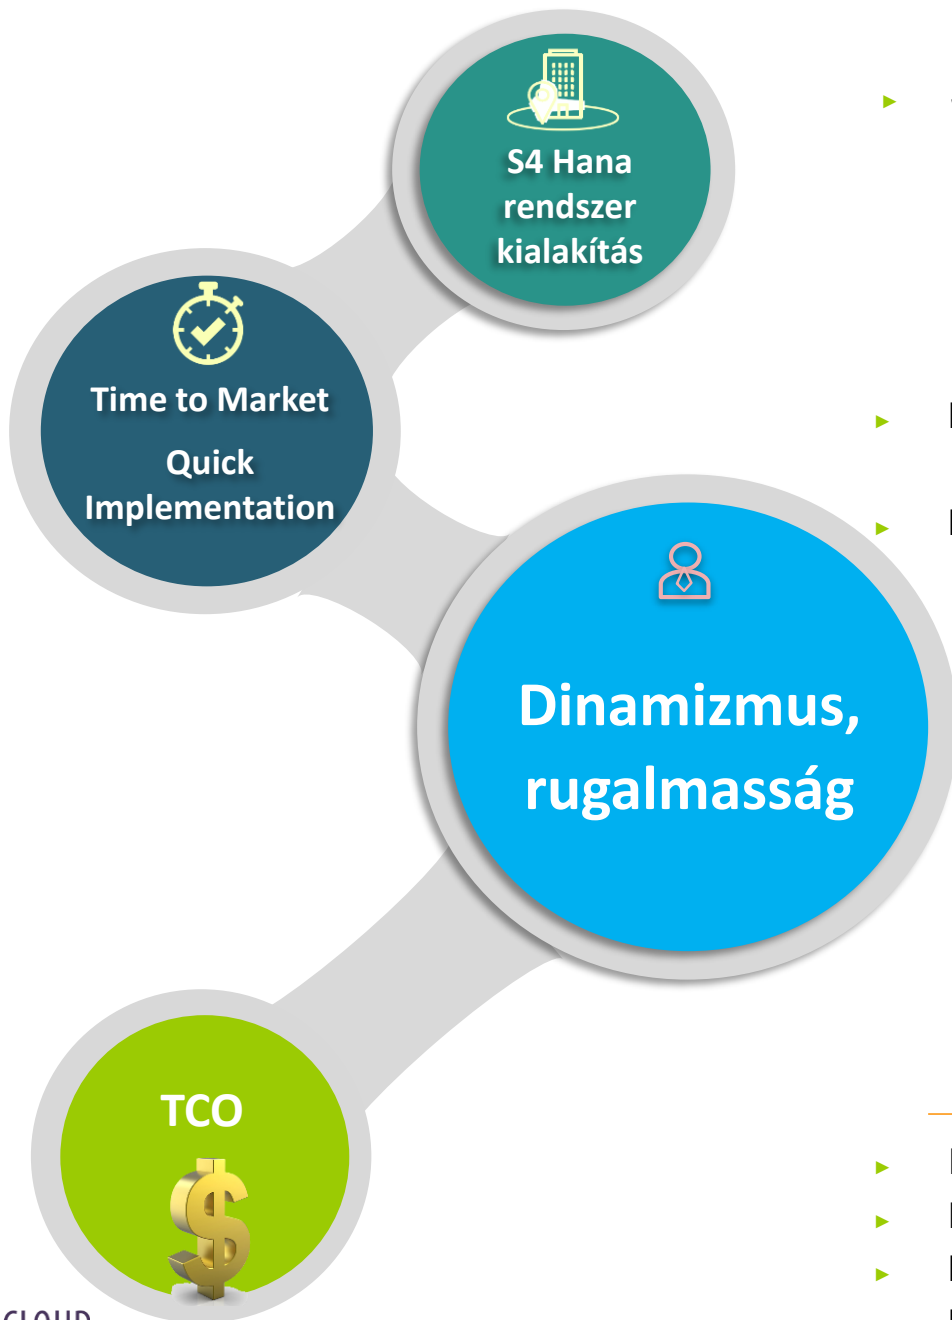 S4 Hana
rendszer
kialakítás
Time to Market
Quick
Implementation
Dinamizmus,
rugalmasság
TCO